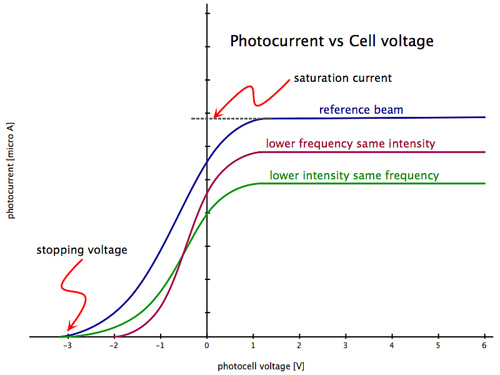 Photocurrent vs Cell voltage
saturation current
reference beam
lower frequency same intensity
lower intensity same frequency
stopping voltage
photocurrent [micro A]
-3 -2 -1 0 1 2 3 4 5 6
photocell voltage [V]